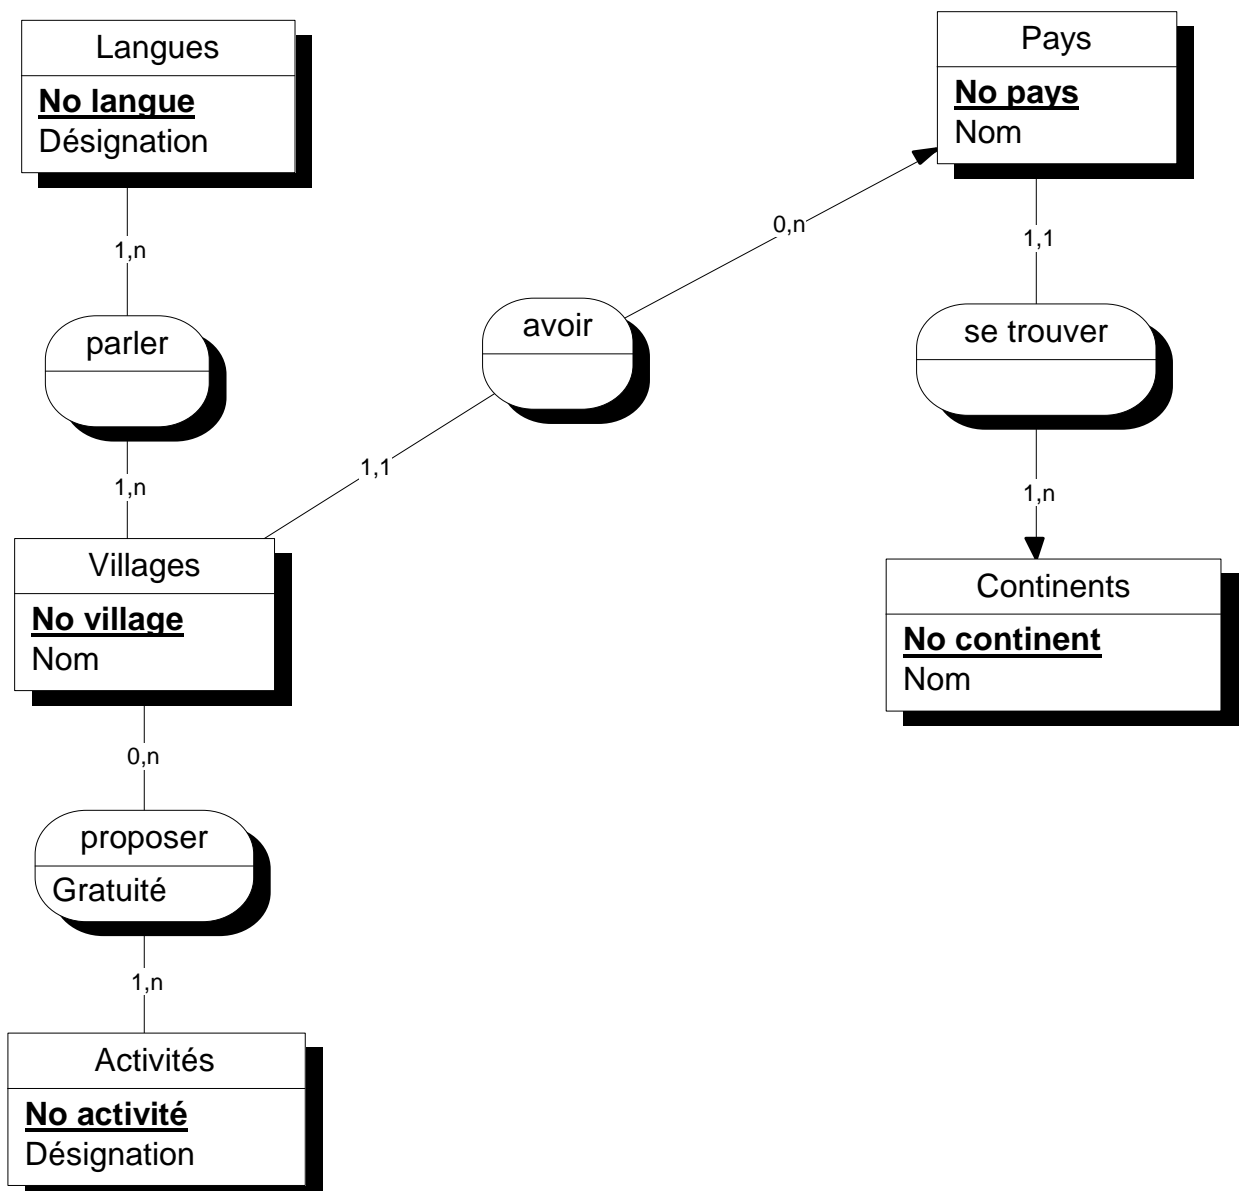 Langues
No langue
Désignation
1,n
parler
1,n
Villages
No village
Nom
0,n
proposer
Gratuité
1,n
Activités
No activité
Désignation
1,1
avoir
0,n
Pays
No pays
Nom
1,1
se trouver
1,n
Continents
No continent
Nom